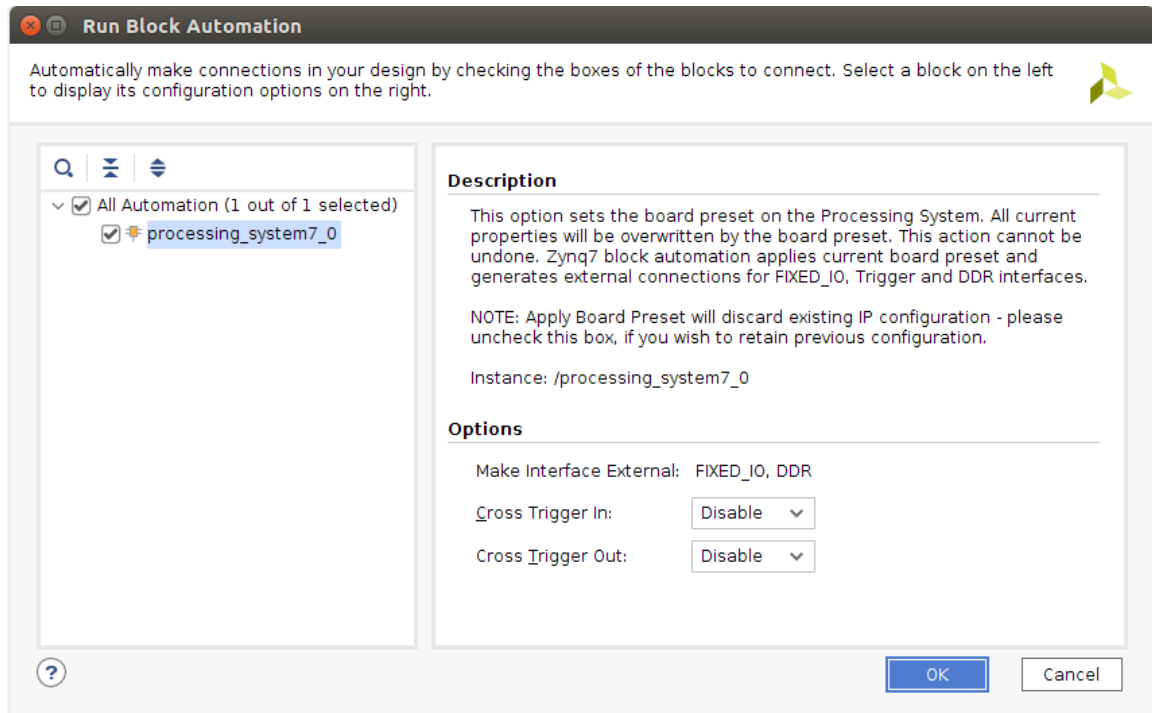 Run Block Automation
Automatically make connections in your design by checking the boxes of the blocks to connect. Select a block on the left
to display its configuration options on the right.
All Automation (1 out of 1 selected)
processing_system7_0
Description
This option sets the board preset on the Processing System. All current
properties will be overwritten by the board preset. This action cannot be
undone. Zynq7 block automation applies current board preset and
generates external connections for FIXED_IO, Trigger and DDR interfaces.
NOTE: Apply Board Preset will discard existing IP configuration - please
uncheck this box, if you wish to retain previous configuration.
Instance: /processing_system7_0
Options
Make Interface External: FIXED_IO, DDR
Cross Trigger In: Disable
Cross Trigger Out: Disable
?
OK
Cancel